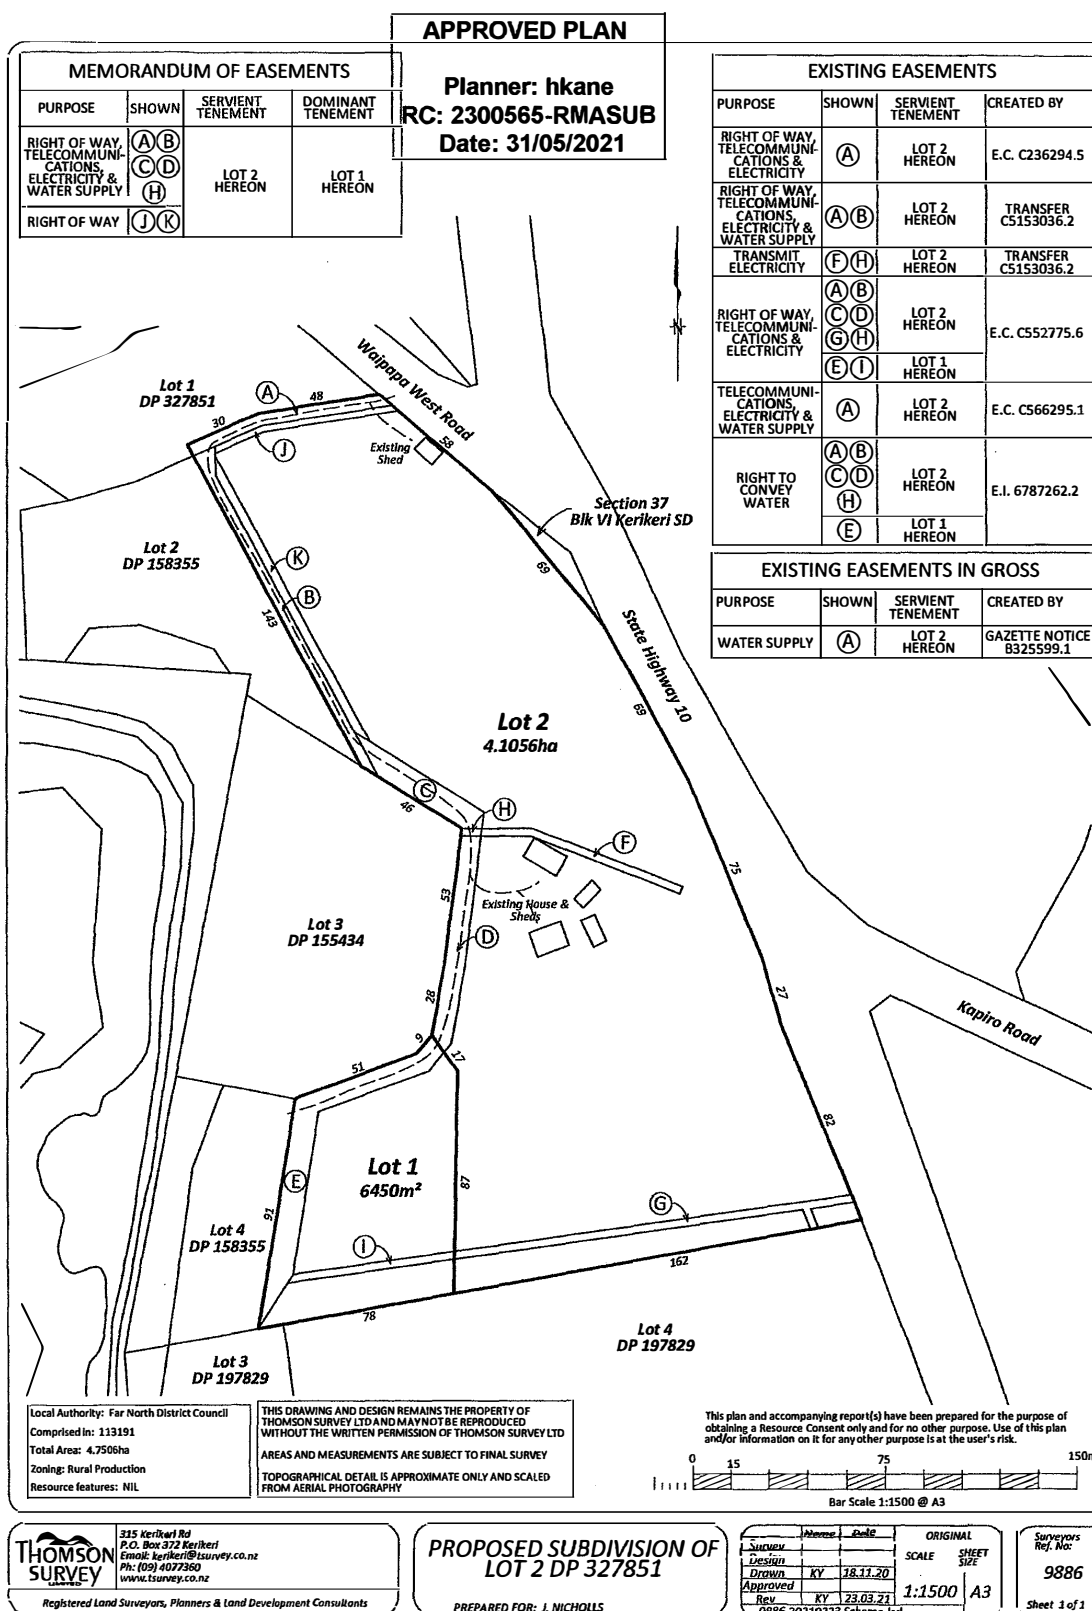 APPROVED PLAN
Planner: hkane
RC: 2300565-RMASUB
Date: 31/05/2021
MEMORANDUM OF EASEMENTS
PURPOSE SHOWN SERVIENT TENEMENT DOMINANT TENEMENT
RIGHT OF WAY, TELECOMMUNI-CATIONS, ELECTRICITY & WATER SUPPLY A B C D H LOT 2 HEREON LOT 1 HEREON
RIGHT OF WAY J K
EXISTING EASEMENTS
PURPOSE SHOWN SERVIENT TENEMENT CREATED BY
RIGHT OF WAY, TELECOMMUNI-CATIONS & ELECTRICITY A LOT 2 HEREON E.C. C236294.5
RIGHT OF WAY, TELECOMMUNI-CATIONS, ELECTRICITY & WATER SUPPLY A B LOT 2 HEREON TRANSFER C5153036.2
TRANSMIT ELECTRICITY F H LOT 2 HEREON TRANSFER C5153036.2
RIGHT OF WAY, TELECOMMUNI-CATIONS & ELECTRICITY A B C D G H LOT 2 HEREON E.C. C552775.6
E I LOT 1 HEREON
TELECOMMUNI-CATIONS, ELECTRICITY & WATER SUPPLY A LOT 2 HEREON E.C. C566295.1
RIGHT TO CONVEY WATER A B C D H LOT 2 HEREON E.I. 6787262.2
E LOT 1 HEREON
EXISTING EASEMENTS IN GROSS
PURPOSE SHOWN SERVIENT TENEMENT CREATED BY
WATER SUPPLY A LOT 2 HEREON GAZETTE NOTICE B325599.1
N
Waipapa West Road
Lot 1
DP 327851
A
48
30
J
Existing
Shed
58
Section 37
Blk VI Kerikeri SD
Lot 2
DP 158355
K
B
143
69
State Highway 10
69
Lot 2
4.1056ha
C
46
H
F
75
53
Existing House &
Sheds
D
Lot 3
DP 155434
28
27
Kapiro Road
9
17
51
82
Lot 1
6450m²
E
87
91
G
Lot 4
DP 158355
I
162
78
Lot 4
DP 197829
Lot 3
DP 197829
Local Authority: Far North District Council
Comprised in: 113191
Total Area: 4.7506ha
Zoning: Rural Production
Resource features: NIL
THIS DRAWING AND DESIGN REMAINS THE PROPERTY OF
THOMSON SURVEY LTD AND MAY NOT BE REPRODUCED
WITHOUT THE WRITTEN PERMISSION OF THOMSON SURVEY LTD
AREAS AND MEASUREMENTS ARE SUBJECT TO FINAL SURVEY
TOPOGRAPHICAL DETAIL IS APPROXIMATE ONLY AND SCALED
FROM AERIAL PHOTOGRAPHY
This plan and accompanying report(s) have been prepared for the purpose of
obtaining a Resource Consent only and for no other purpose. Use of this plan
and/or information on it for any other purpose is at the user's risk.
0 15 75 150m
Bar Scale 1:1500 @ A3
THOMSON
SURVEY
LIMITED
315 Kerikeri Rd
P.O. Box 372 Kerikeri
Email: kerikeri@tsurvey.co.nz
Ph: (09) 4077360
www.tsurvey.co.nz
Registered Land Surveyors, Planners & Land Development Consultants
PROPOSED SUBDIVISION OF
LOT 2 DP 327851
PREPARED FOR: J. NICHOLLS
Name Date
Survey
Design
Drawn KY 18.11.20
Approved
Rev KY 23.03.21
ORIGINAL
SCALE SHEET SIZE
1:1500 A3
Surveyors
Ref. No:
9886
Sheet 1 of 1